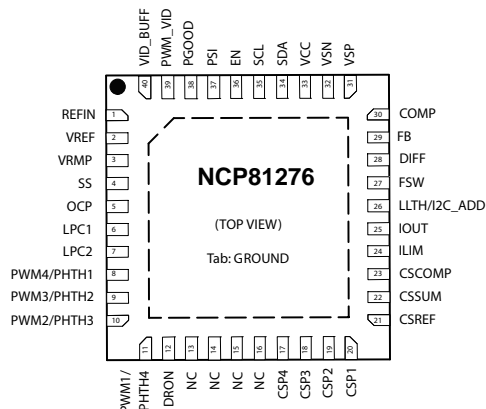 VID_BUFF
PWM_VID
PGOOD
PSI
EN
SCL
SDA
VCC
VSN
VSP
40
39
38
37
36
35
34
33
32
31
REFIN 1
VREF 2
VRMP 3
SS 4
OCP 5
LPC1 6
LPC2 7
PWM4/PHTH1 8
PWM3/PHTH2 9
PWM2/PHTH3 10
NCP81276
(TOP VIEW)
Tab: GROUND
30 COMP
29 FB
28 DIFF
27 FSW
26 LLTH/I2C_ADD
25 IOUT
24 ILIM
23 CSCOMP
22 CSSUM
21 CSREF
11
12
13
14
15
16
17
18
19
20
PWM1/
PHTH4
DRON
NC
NC
NC
NC
CSP4
CSP3
CSP2
CSP1